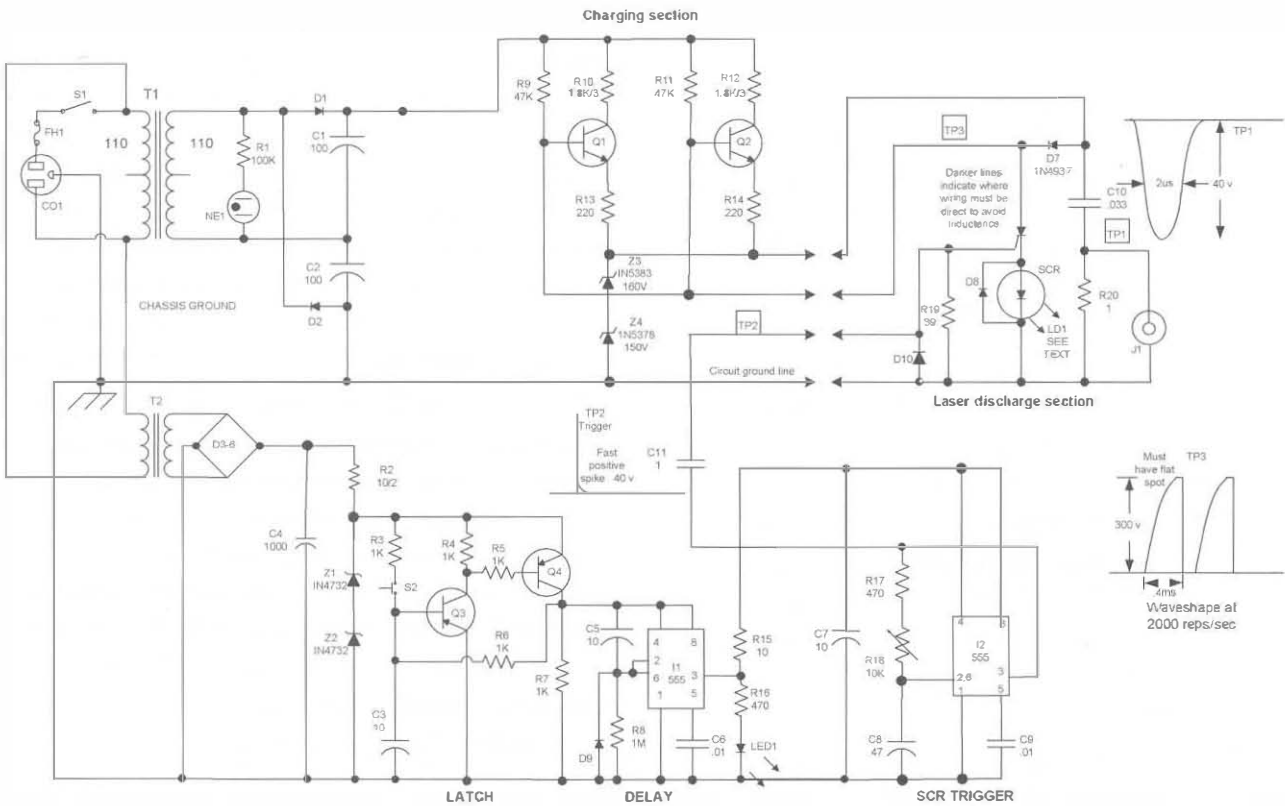 Charging section
S1
T1
FH1
110
110
CO1
R1
100K
NE1
D1
C1
100
C2
100
D2
CHASSIS GROUND
R9
47K
R10
1.8K/3
R11
47K
R12
1.8K/3
Q1
Q2
R13
220
R14
220
Z3
IN5383
160V
Z4
1N5378
150V
TP3
D7
1N4937
Darker lines
indicate where
wiring must be
direct to avoid
inductence
C10
.033
TP1
TP1
2us
40 v
SCR
D8
R19
39
LD1
SEE
TEXT
R20
1
J1
TP2
D10
Circuit ground line
Laser discharge section
T2
D3-6
TP2
Trigger
Fast
positive
spike 40 v
C11
1
Must
have flat
spot
TP3
300 v
.4ms
Waveshape at
2000 reps/sec
R2
10/2
C4
1000
Z1
IN4732
Z2
IN4732
R3
1K
S2
R4
1K
R5
1K
Q4
Q3
R6
1K
R7
1K
C3
10
C5
10
4
8
2
6
I1
555
3
1
5
D9
R8
1M
C6
.01
R15
10
R16
470
LED1
C7
10
R17
470
R18
10K
4
8
I2
555
2,6
3
1
5
C8
47
C9
.01
LATCH
DELAY
SCR TRIGGER